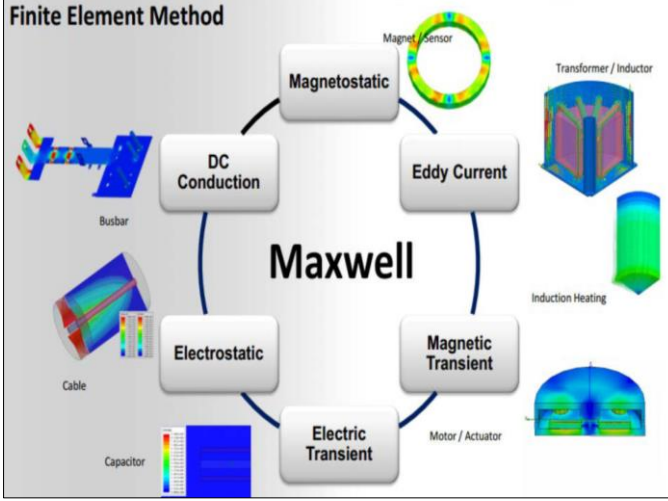 Finite Element Method
Magnet / Sensor
Magnetostatic
Transformer / Inductor
DC
Conduction
Eddy Current
Busbar
Maxwell
Induction Heating
Electrostatic
Magnetic
Transient
Cable
Electric
Transient
Motor / Actuator
Capacitor